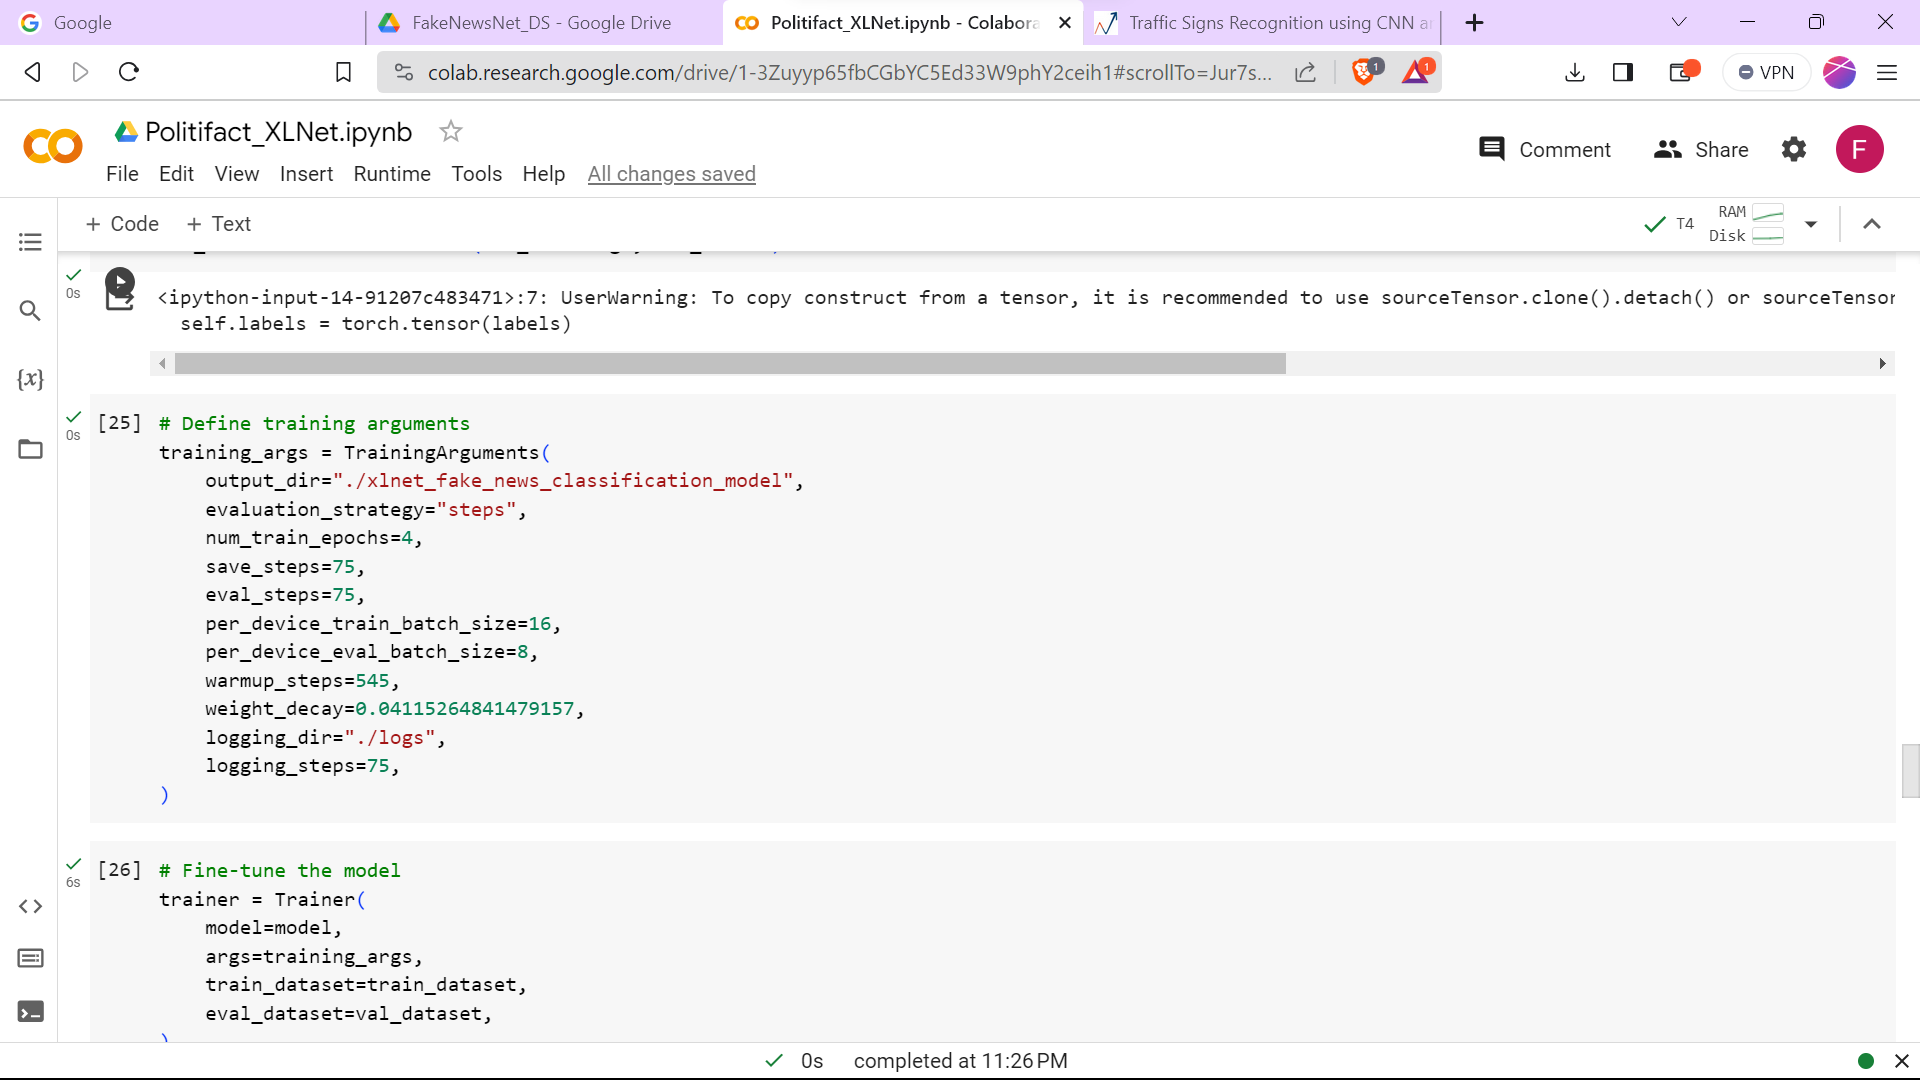 Google
FakeNewsNet_DS - Google Drive
Politifact_XLNet.ipynb - Colabora
Traffic Signs Recognition using CNN a
colab.research.google.com/drive/1-3Zuyyp65fbCGbYC5Ed33W9phY2ceih1#scrollTo=Jur7s...
1
1
VPN
Politifact_XLNet.ipynb
Comment
Share
F
File Edit View Insert Runtime Tools Help All changes saved
+ Code + Text
T4
RAM
Disk
0s
<ipython-input-14-91207c483471>:7: UserWarning: To copy construct from a tensor, it is recommended to use sourceTensor.clone().detach() or sourceTensor
self.labels = torch.tensor(labels)
{x}
0s
[25] # Define training arguments
training_args = TrainingArguments(
output_dir="./xlnet_fake_news_classification_model",
evaluation_strategy="steps",
num_train_epochs=4,
save_steps=75,
eval_steps=75,
per_device_train_batch_size=16,
per_device_eval_batch_size=8,
warmup_steps=545,
weight_decay=0.04115264841479157,
logging_dir="./logs",
logging_steps=75,
)
6s
[26] # Fine-tune the model
trainer = Trainer(
model=model,
args=training_args,
train_dataset=train_dataset,
eval_dataset=val_dataset,
)
0s completed at 11:26 PM